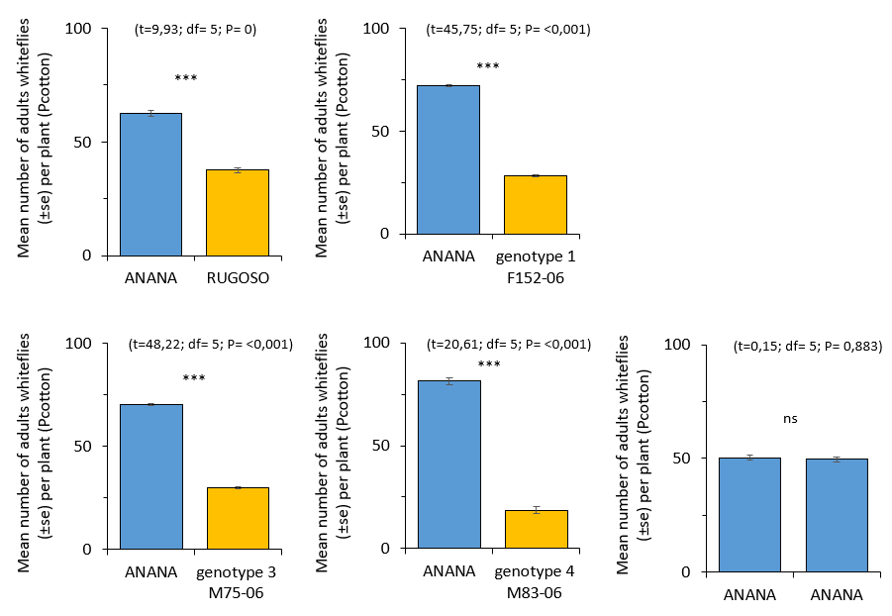 (t=9,93; df= 5; P= 0)
100
50
0
Mean number of adults whiteflies
(±se) per plant (Pcotton)
***
ANANA
RUGOSO
(t=45,75; df= 5; P= <0,001)
100
50
0
Mean number of adults whiteflies
(±se) per plant (Pcotton)
***
ANANA
genotype 1
F152-06
(t=48,22; df= 5; P= <0,001)
100
50
0
Mean number of adults whiteflies
(±se) per plant (Pcotton)
***
ANANA
genotype 3
M75-06
(t=20,61; df= 5; P= <0,001)
100
50
0
Mean number of adults whiteflies
(±se) per plant (Pcotton)
***
ANANA
genotype 4
M83-06
(t=0,15; df= 5; P= 0,883)
100
50
0
Mean number of adults whiteflies
(±se) per plant (Pcotton)
ns
ANANA
ANANA